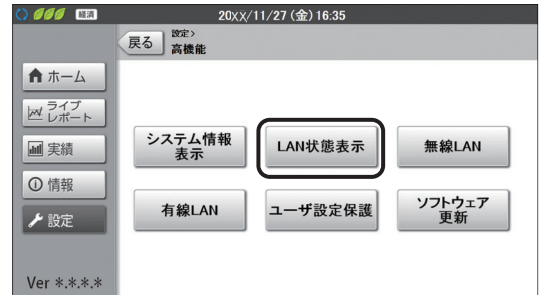 経済
20XX/11/27 (金) 16:35
戻る
設定>
高機能
ホーム
ライブ
レポート
実績
情報
設定
Ver *.*.*.*
システム情報
表示
LAN状態表示
無線LAN
有線LAN
ユーザ設定保護
ソフトウェア
更新